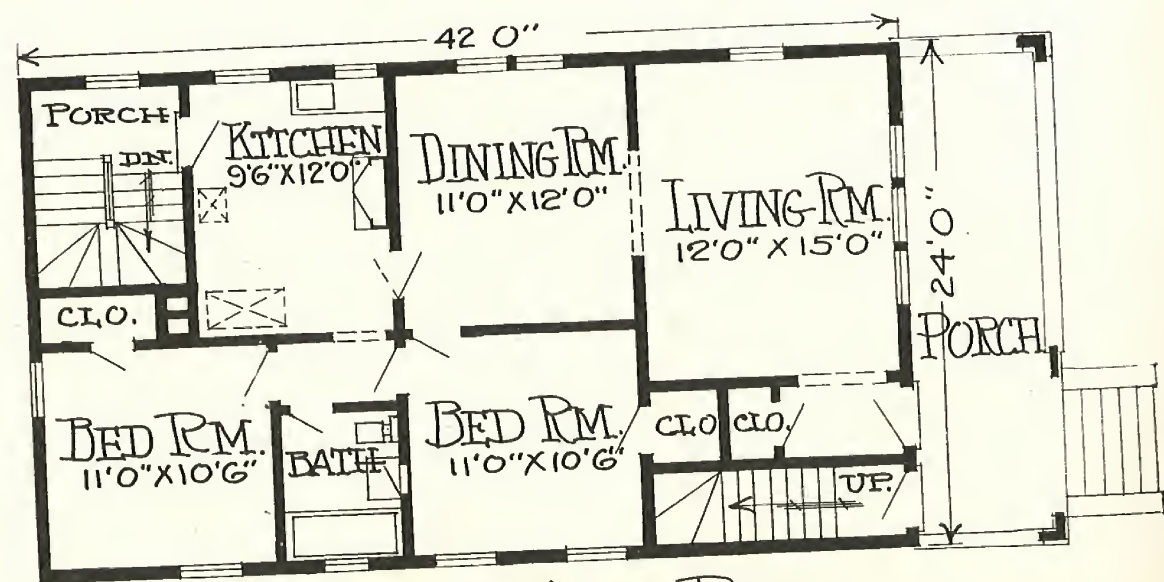 42 0"
PORCH
DN.
KITCHEN
9'6"X12'0"
DINING RM.
11'0"X12'0"
LIVING RM.
12'0" X 15'0"
24'0"
PORCH
CLO.
BED RM.
11'0"X10'6"
BATH
BED RM.
11'0"X10'6"
CLO
CLO.
UP.